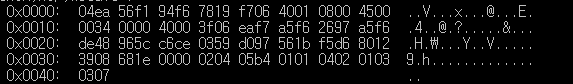 0x0000: 04ea 56f1 94f6 7819 f706 4001 0800 4500 ..V...x...@...E.
0x0010: 0034 0000 4000 3f06 eaf7 a5f6 2697 a5f6 .4..@.?.....&...
0x0020: de48 965c c6ce 0359 d097 561b f5d6 8012 .H.₩...Y..V.....
0x0030: 3908 681e 0000 0204 05b4 0101 0402 0103 9.h.............
0x0040: 0307 ..